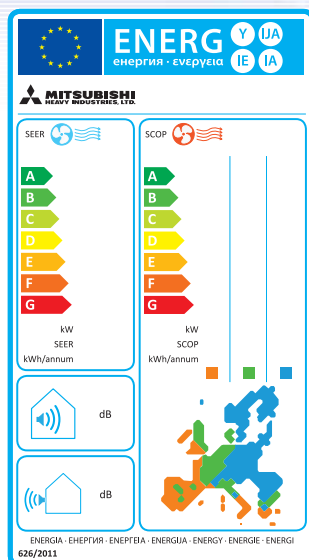 ENERG Y IJA
енергия · ενεργεια IE IA
MITSUBISHI
HEAVY INDUSTRIES, LTD.
SEER
A
B
C
D
E
F
G
kW
SEER
kWh/annum
SCOP
A
B
C
D
E
F
G
kW
SCOP
kWh/annum
dB
dB
ENERGIA · ЕНЕРГИЯ · ΕΝΕΡΓΕΙΑ · ENERGIJA · ENERGY · ENERGIE · ENERGI
626/2011